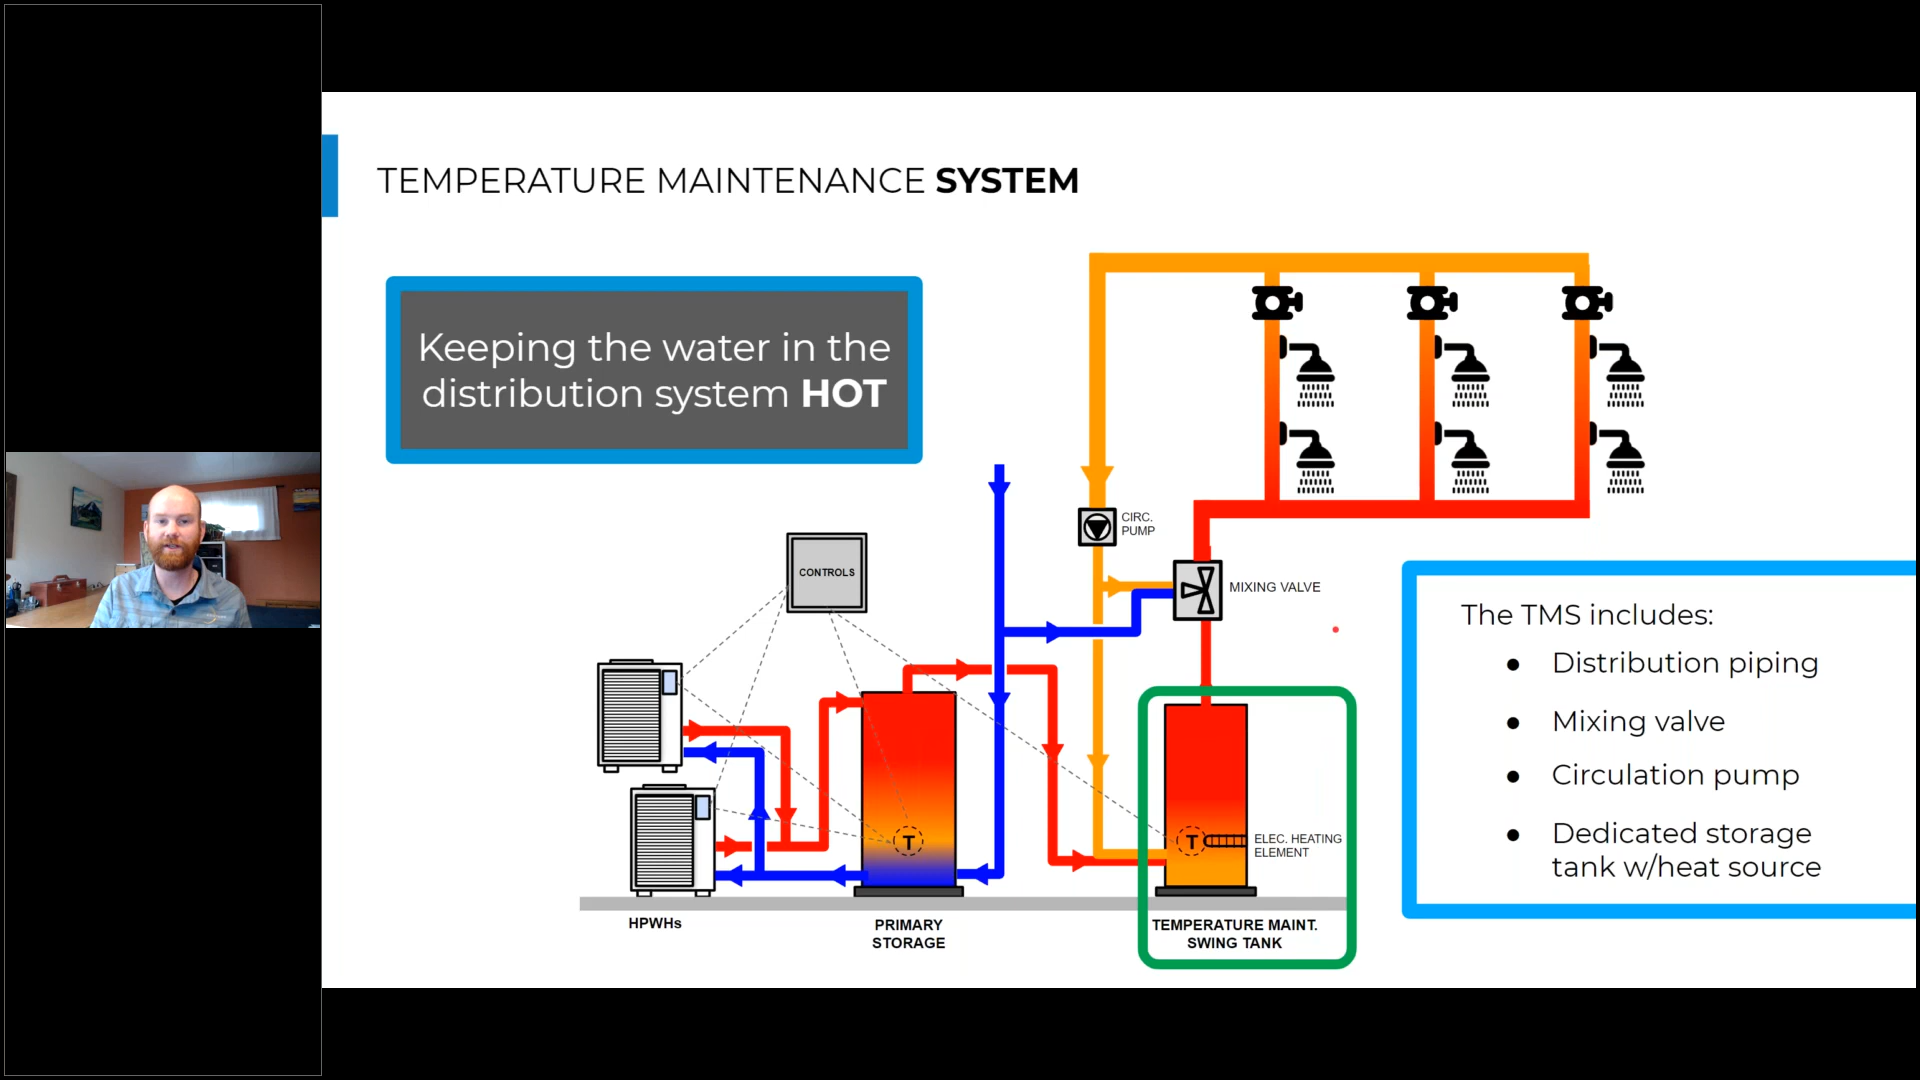 TEMPERATURE MAINTENANCE SYSTEM
Keeping the water in the
distribution system HOT
CIRC.
PUMP
CONTROLS
MIXING VALVE
The TMS includes:
● Distribution piping
● Mixing valve
● Circulation pump
● Dedicated storage
tank w/heat source
T
T
ELEC. HEATING
ELEMENT
HPWHs
PRIMARY
STORAGE
TEMPERATURE MAINT.
SWING TANK